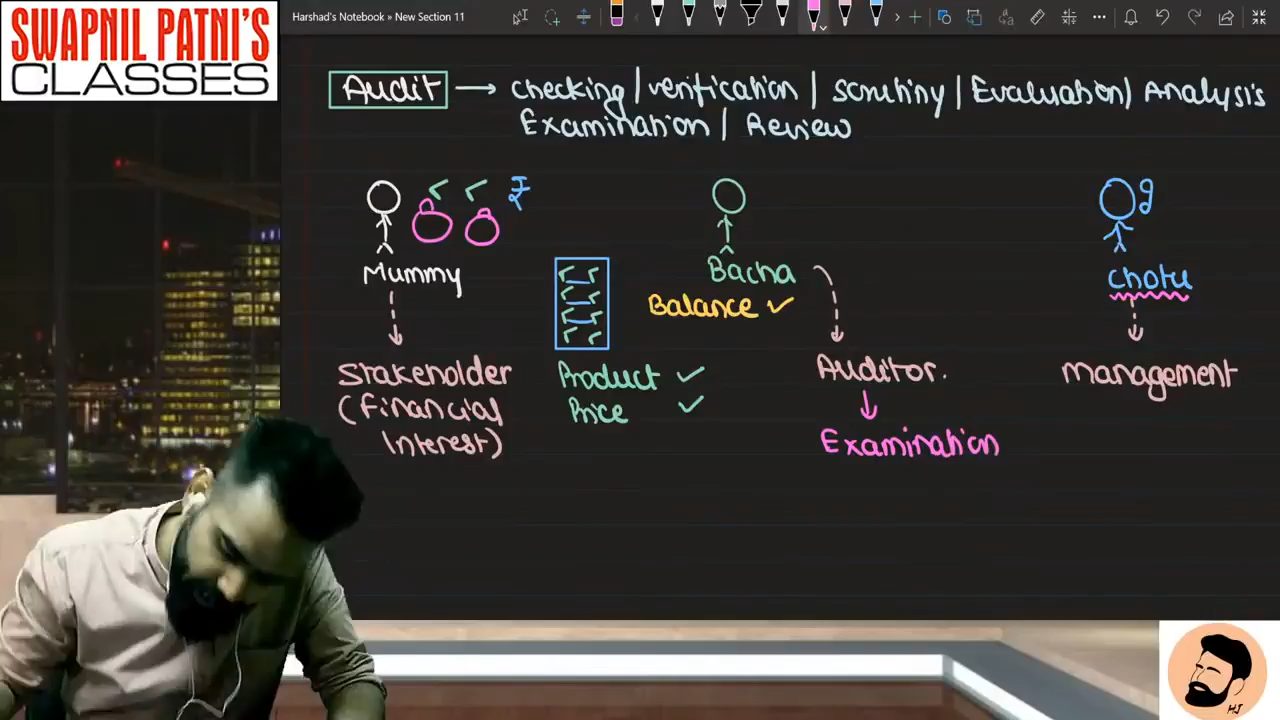 SWAPNIL PATNI'S
CLASSES
Harshad's Notebook » New Section 11
Audit → checking | verification | Scrutiny | Evaluation | Analysis
Examination | Review
₹
Mummy
Bacha
chotu
Balance ✓
Stakeholder
(Financial
Interest)
Product ✓
Price ✓
Auditor.
Examination
management
HJ